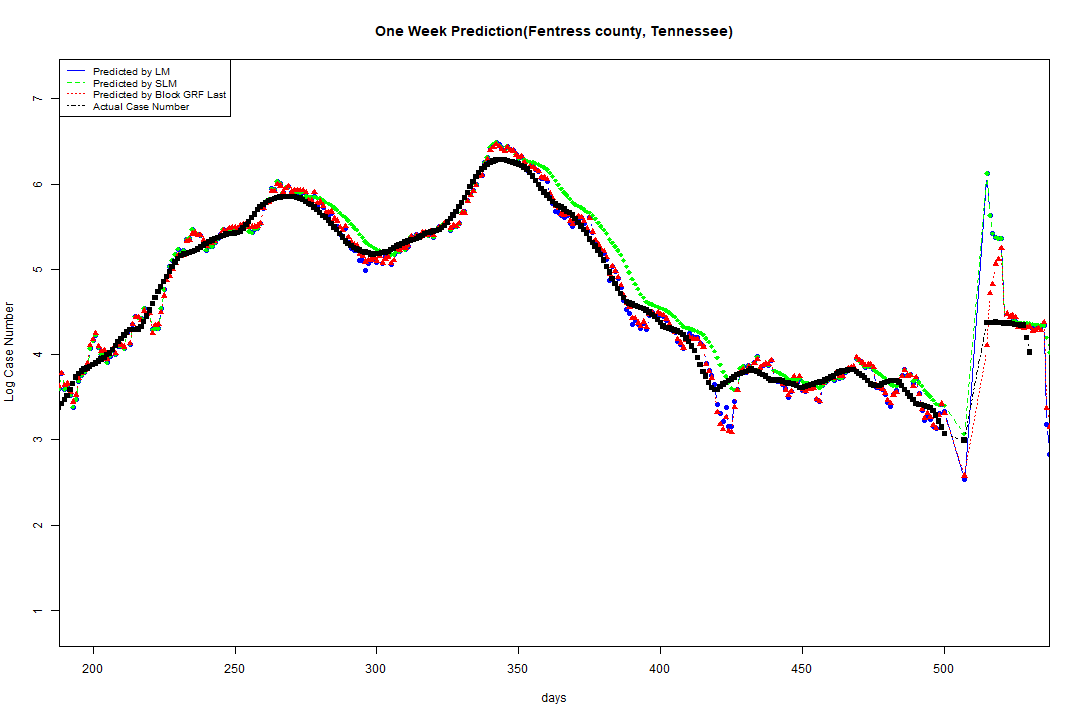 One Week Prediction(Fentress county, Tennessee)
Predicted by LM
Predicted by SLM
Predicted by Block GRF Last
Actual Case Number
7
6
5
4
3
2
1
Log Case Number
200 250 300 350 400 450 500
days